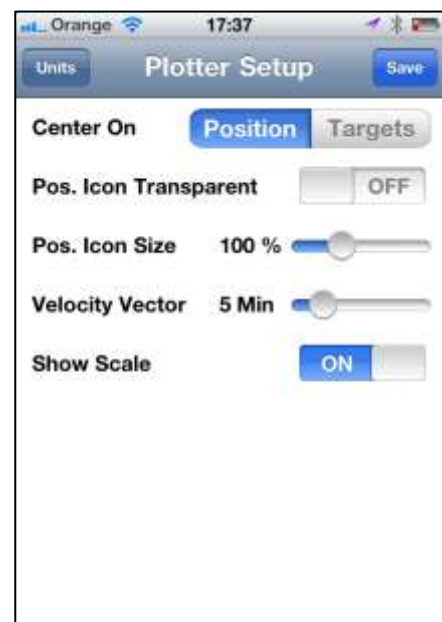 Orange 17:37
Units Plotter Setup Save
Center On Position Targets
Pos. Icon Transparent OFF
Pos. Icon Size 100 %
Velocity Vector 5 Min
Show Scale ON